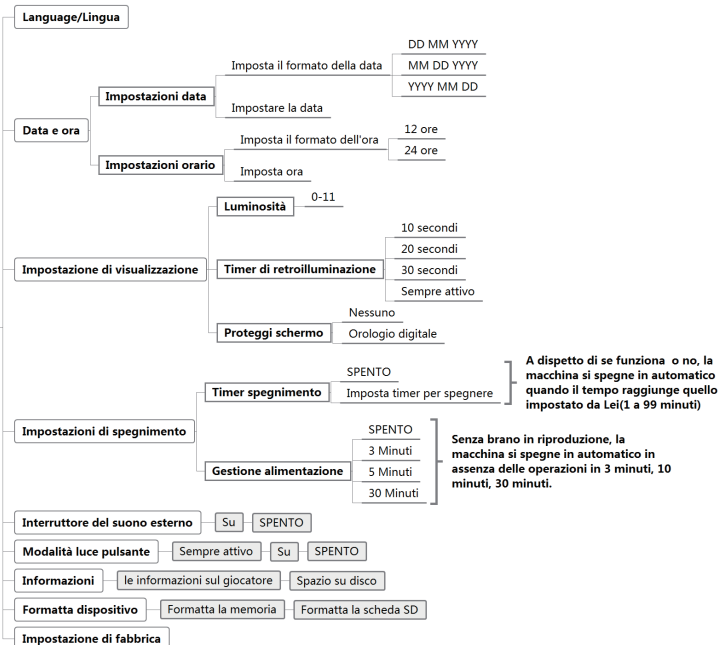 Language/Lingua
Data e ora
Impostazioni data
Imposta il formato della data
DD MM YYYY
MM DD YYYY
YYYY MM DD
Impostare la data
Impostazioni orario
Imposta il formato dell'ora
12 ore
24 ore
Imposta ora
Impostazione di visualizzazione
Luminosità
0-11
Timer di retroilluminazione
10 secondi
20 secondi
30 secondi
Sempre attivo
Proteggi schermo
Nessuno
Orologio digitale
Impostazioni di spegnimento
Timer spegnimento
SPENTO
Imposta timer per spegnere
A dispetto di se funziona o no, la
macchina si spegne in automatico
quando il tempo raggiunge quello
impostato da Lei(1 a 99 minuti)
Gestione alimentazione
SPENTO
3 Minuti
5 Minuti
30 Minuti
Senza brano in riproduzione, la
macchina si spegne in automatico in
assenza delle operazioni in 3 minuti, 10
minuti, 30 minuti.
Interruttore del suono esterno
Su
SPENTO
Modalità luce pulsante
Sempre attivo
Su
SPENTO
Informazioni
le informazioni sul giocatore
Spazio su disco
Formatta dispositivo
Formatta la memoria
Formatta la scheda SD
Impostazione di fabbrica